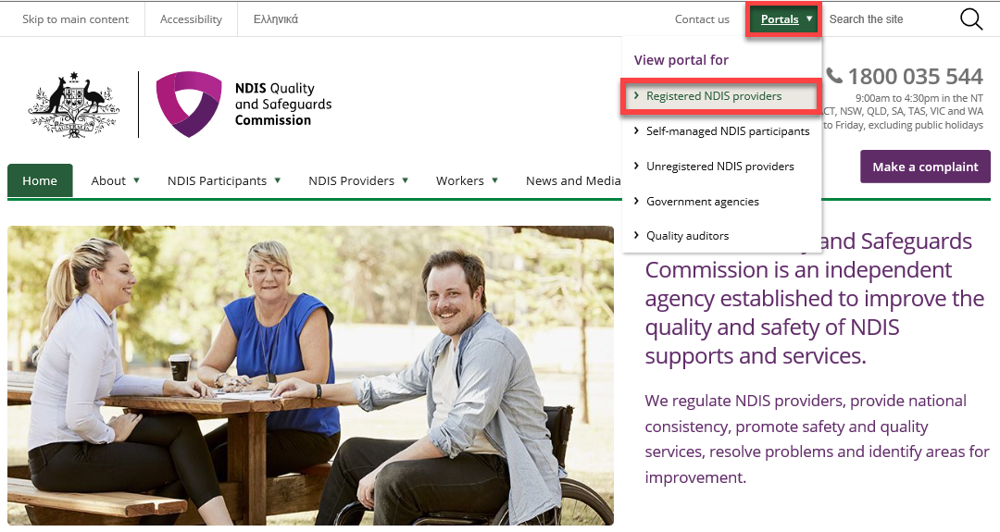 Skip to main content
Accessibility
Ελληνικά
Contact us
Portals
Search the site
View portal for
Registered NDIS providers
Self-managed NDIS participants
Unregistered NDIS providers
Government agencies
Quality auditors
AUSTRALIA
NDIS Quality
and Safeguards
Commission
1800 035 544
9:00am to 4:30pm in the NT
CT, NSW, QLD, SA, TAS, VIC and WA
to Friday, excluding public holidays
Make a complaint
Home
About
NDIS Participants
NDIS Providers
Workers
News and Media
and Safeguards
Commission is an independent
agency established to improve the
quality and safety of NDIS
supports and services.
We regulate NDIS providers, provide national
consistency, promote safety and quality
services, resolve problems and identify areas for
improvement.